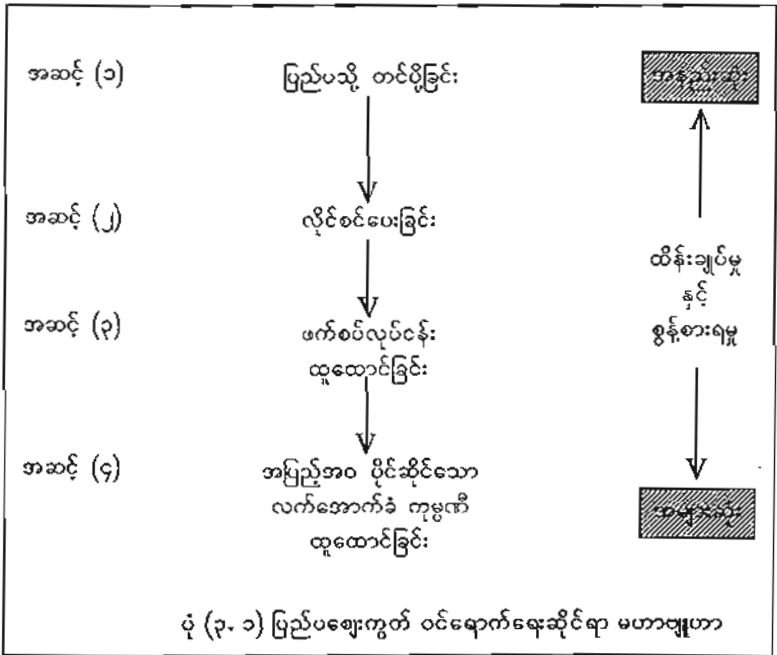 အဆင့် (၁)
ပြည်ပသို့ တင်ပို့ခြင်း
အနည်းဆုံး
အဆင့် (၂)
လိုင်စင်ပေးခြင်း
ထိန်းချုပ်မှု
နှင့်
စွန့်စားရမှု
အဆင့် (၃)
ဖက်စပ်လုပ်ငန်း
ထူထောင်ခြင်း
အဆင့် (၄)
အပြည့်အဝ ပိုင်ဆိုင်သော
လက်အောက်ခံ ကုမ္ပဏီ
ထူထောင်ခြင်း
အများဆုံး
ပုံ (၃.၁) ပြည်ပဈေးကွတ် ဝင်ရောက်ရေးဆိုင်ရာ မဟာဗျူဟာ